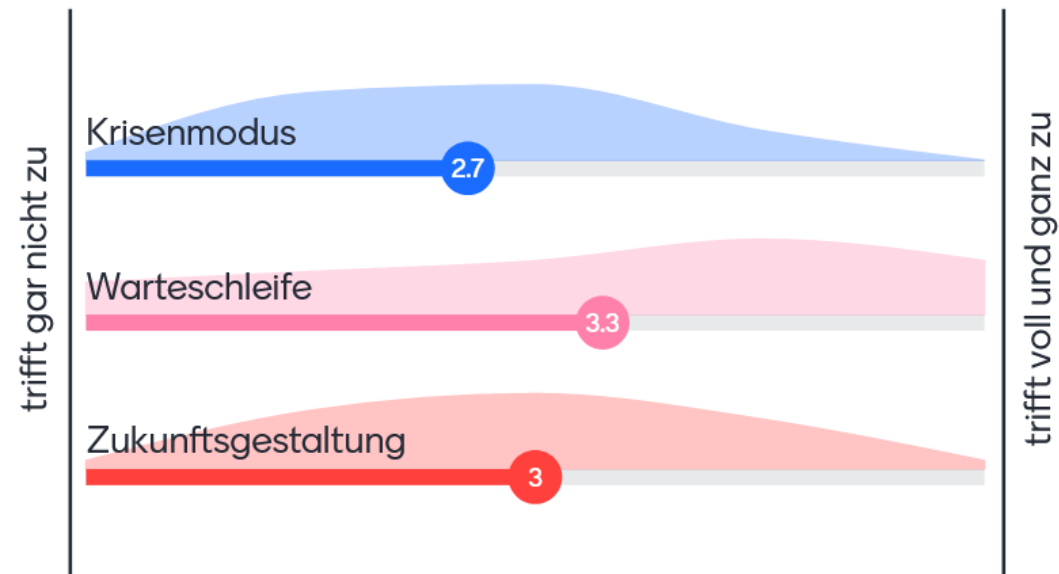 trifft gar nicht zu
Krisenmodus
2.7
Warteschleife
3.3
Zukunftsgestaltung
3
trifft voll und ganz zu